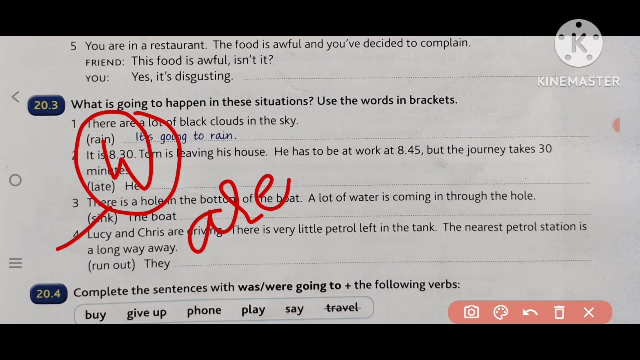 5 You are in a restaurant. The food is awful and you've decided to complain.
FRIEND: This food is awful, isn't it?
YOU: Yes, it's disgusting.
KINEMASTER
20.3 What is going to happen in these situations? Use the words in brackets.
1 There are a lot of black clouds in the sky.
(rain) It's going to rain.
2 It is 8.30. Tom is leaving his house. He has to be at work at 8.45, but the journey takes 30
minutes.
(late) He
3 There is a hole in the bottom of the boat. A lot of water is coming in through the hole.
(sink) The boat
are
4 Lucy and Chris are driving. There is very little petrol left in the tank. The nearest petrol station is
a long way away.
(run out) They
20.4 Complete the sentences with was/were going to + the following verbs:
buy give up phone play say travel